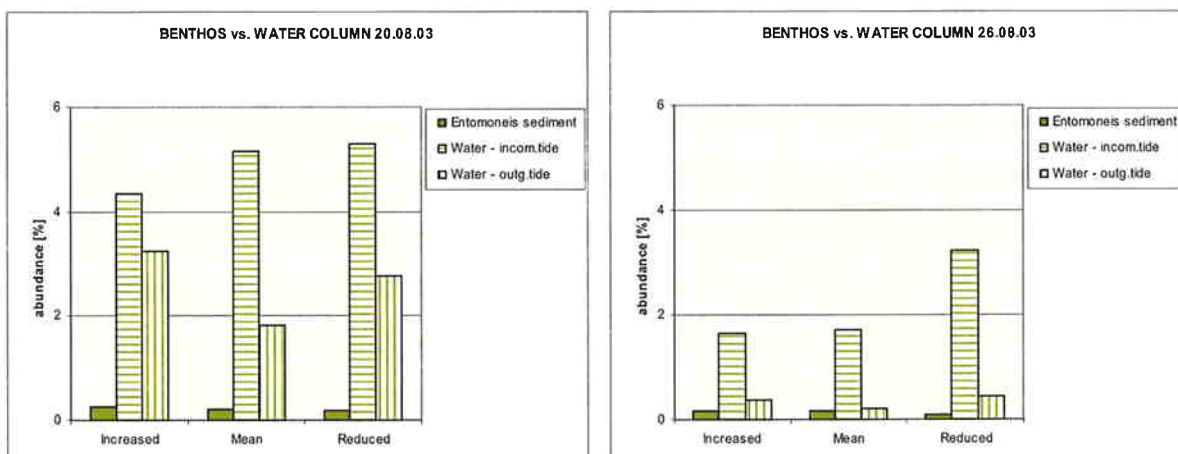 BENTHOS vs. WATER COLUMN 20.08.03
6
4
2
0
abundance [%]
Increased
Mean
Reduced
Entomoneis sediment
Water - incom.tide
Water - outg.tide
BENTHOS vs. WATER COLUMN 26.08.03
6
4
2
0
abundance [%]
Increased
Mean
Reduced
Entomoneis sediment
Water - incom.tide
Water - outg.tide